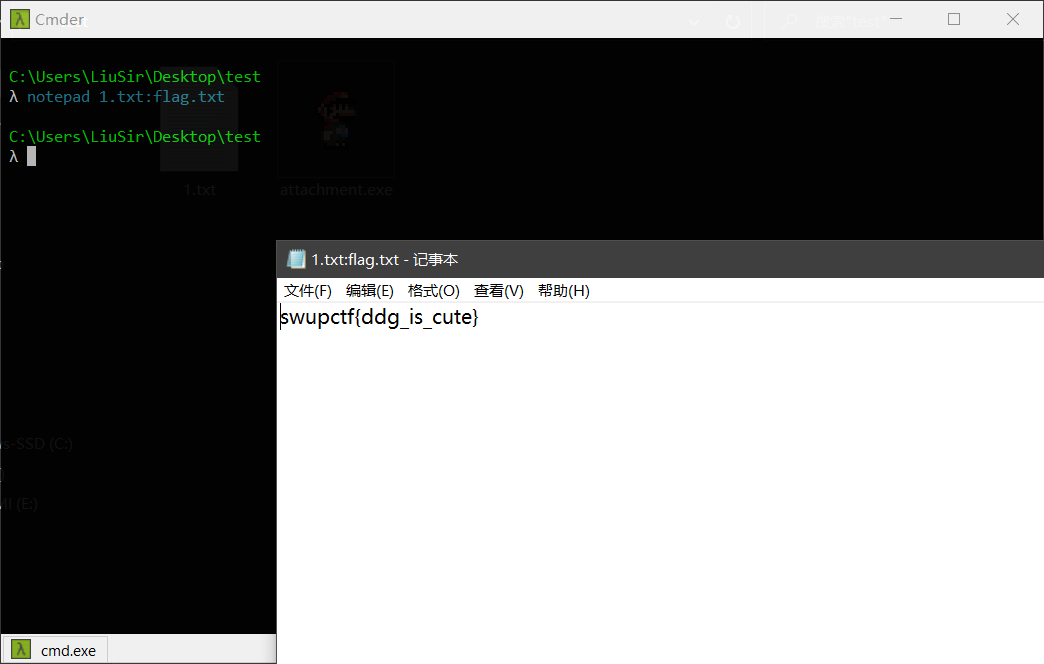 Cmder
C:\Users\LiuSir\Desktop\test
λ notepad 1.txt:flag.txt
C:\Users\LiuSir\Desktop\test
λ
1.txt
attachment.exe
1.txt:flag.txt - 记事本
文件(F) 编辑(E) 格式(O) 查看(V) 帮助(H)
swupctf{ddg_is_cute}
s-SSD (C:)
(E:)
cmd.exe